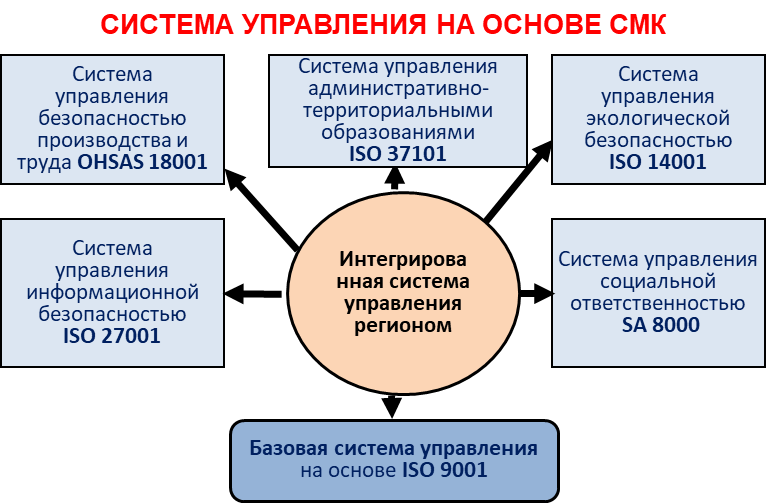 СИСТЕМА УПРАВЛЕНИЯ НА ОСНОВЕ СМК
Система
управления
безопасностью
производства и
труда OHSAS 18001
Система управления
административно-
территориальными
образованиями
ISO 37101
Система
управления
экологической
безопасностью
ISO 14001
Система
управления
информационной
безопасностью
ISO 27001
Интегрирова
нная система
управления
регионом
Система управления
социальной
ответственностью
SA 8000
Базовая система управления
на основе ISO 9001